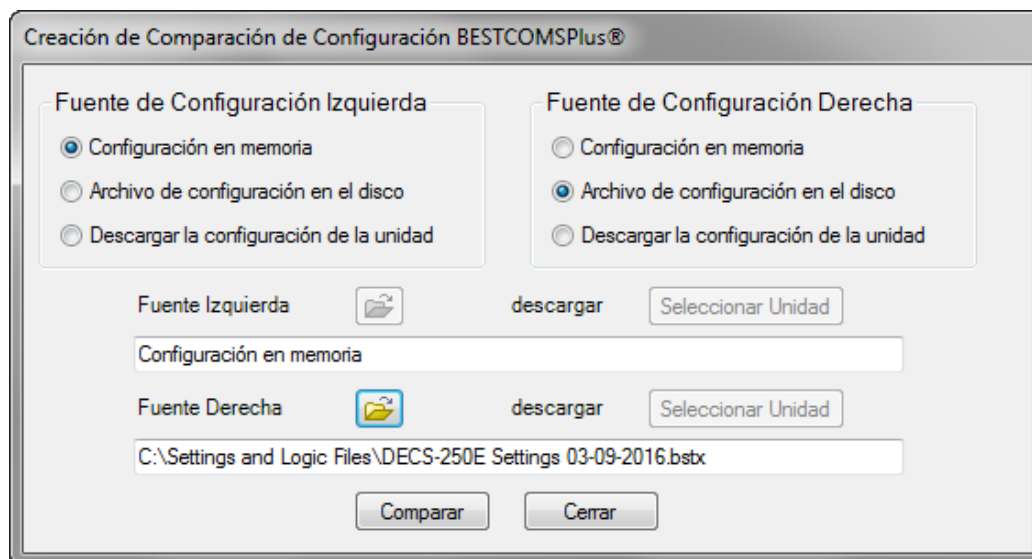 Creación de Comparación de Configuración BESTCOMSPlus®
Fuente de Configuración Izquierda
Configuración en memoria
Archivo de configuración en el disco
Descargar la configuración de la unidad
Fuente de Configuración Derecha
Configuración en memoria
Archivo de configuración en el disco
Descargar la configuración de la unidad
Fuente Izquierda descargar Seleccionar Unidad
Configuración en memoria
Fuente Derecha descargar Seleccionar Unidad
C:\Settings and Logic Files\DECS-250E Settings 03-09-2016.bstx
Comparar Cerrar